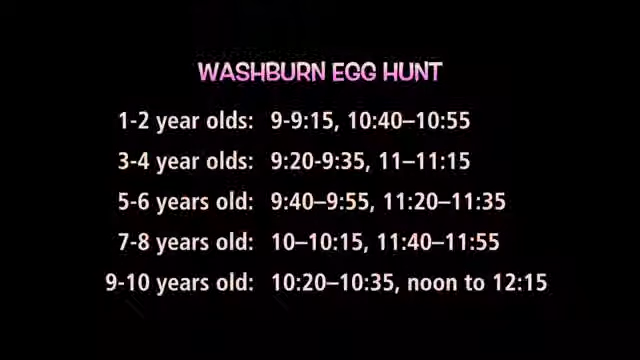 WASHBURN EGG HUNT
1-2 year olds: 9-9:15, 10:40–10:55
3-4 year olds: 9:20-9:35, 11–11:15
5-6 years old: 9:40–9:55, 11:20–11:35
7-8 years old: 10–10:15, 11:40–11:55
9-10 years old: 10:20–10:35, noon to 12:15